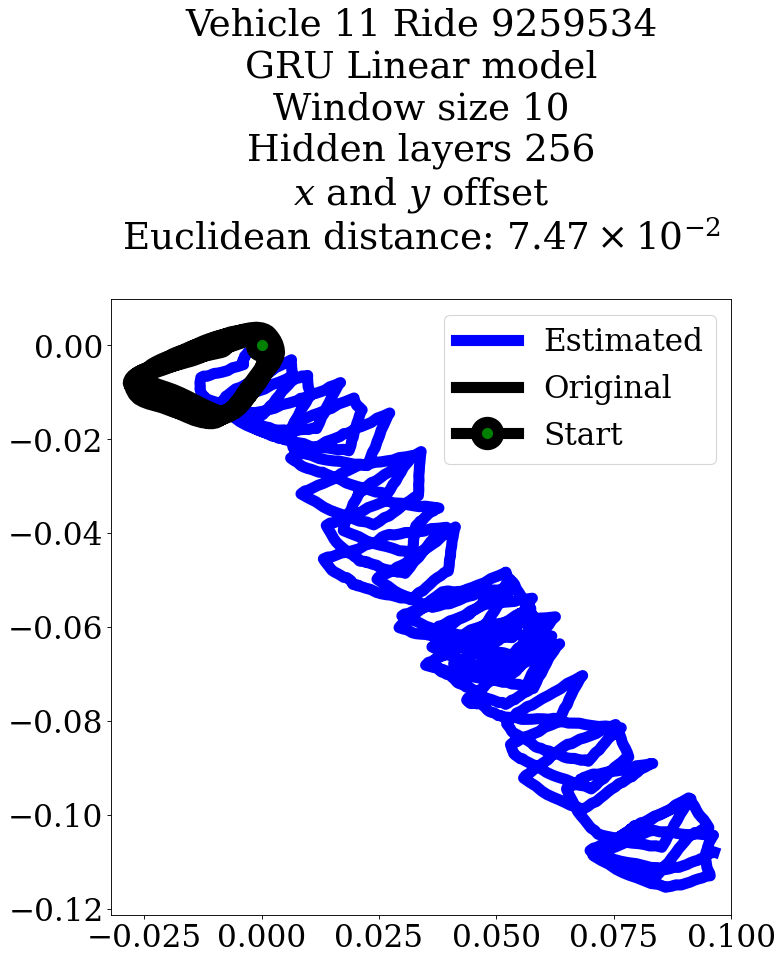 Vehicle 11 Ride 9259534
GRU Linear model
Window size 10
Hidden layers 256
x and y offset
Euclidean distance: 7.47 × 10⁻²
Estimated
Original
Start
0.00
−0.02
−0.04
−0.06
−0.08
−0.10
−0.12
−0.025 0.000 0.025 0.050 0.075 0.100